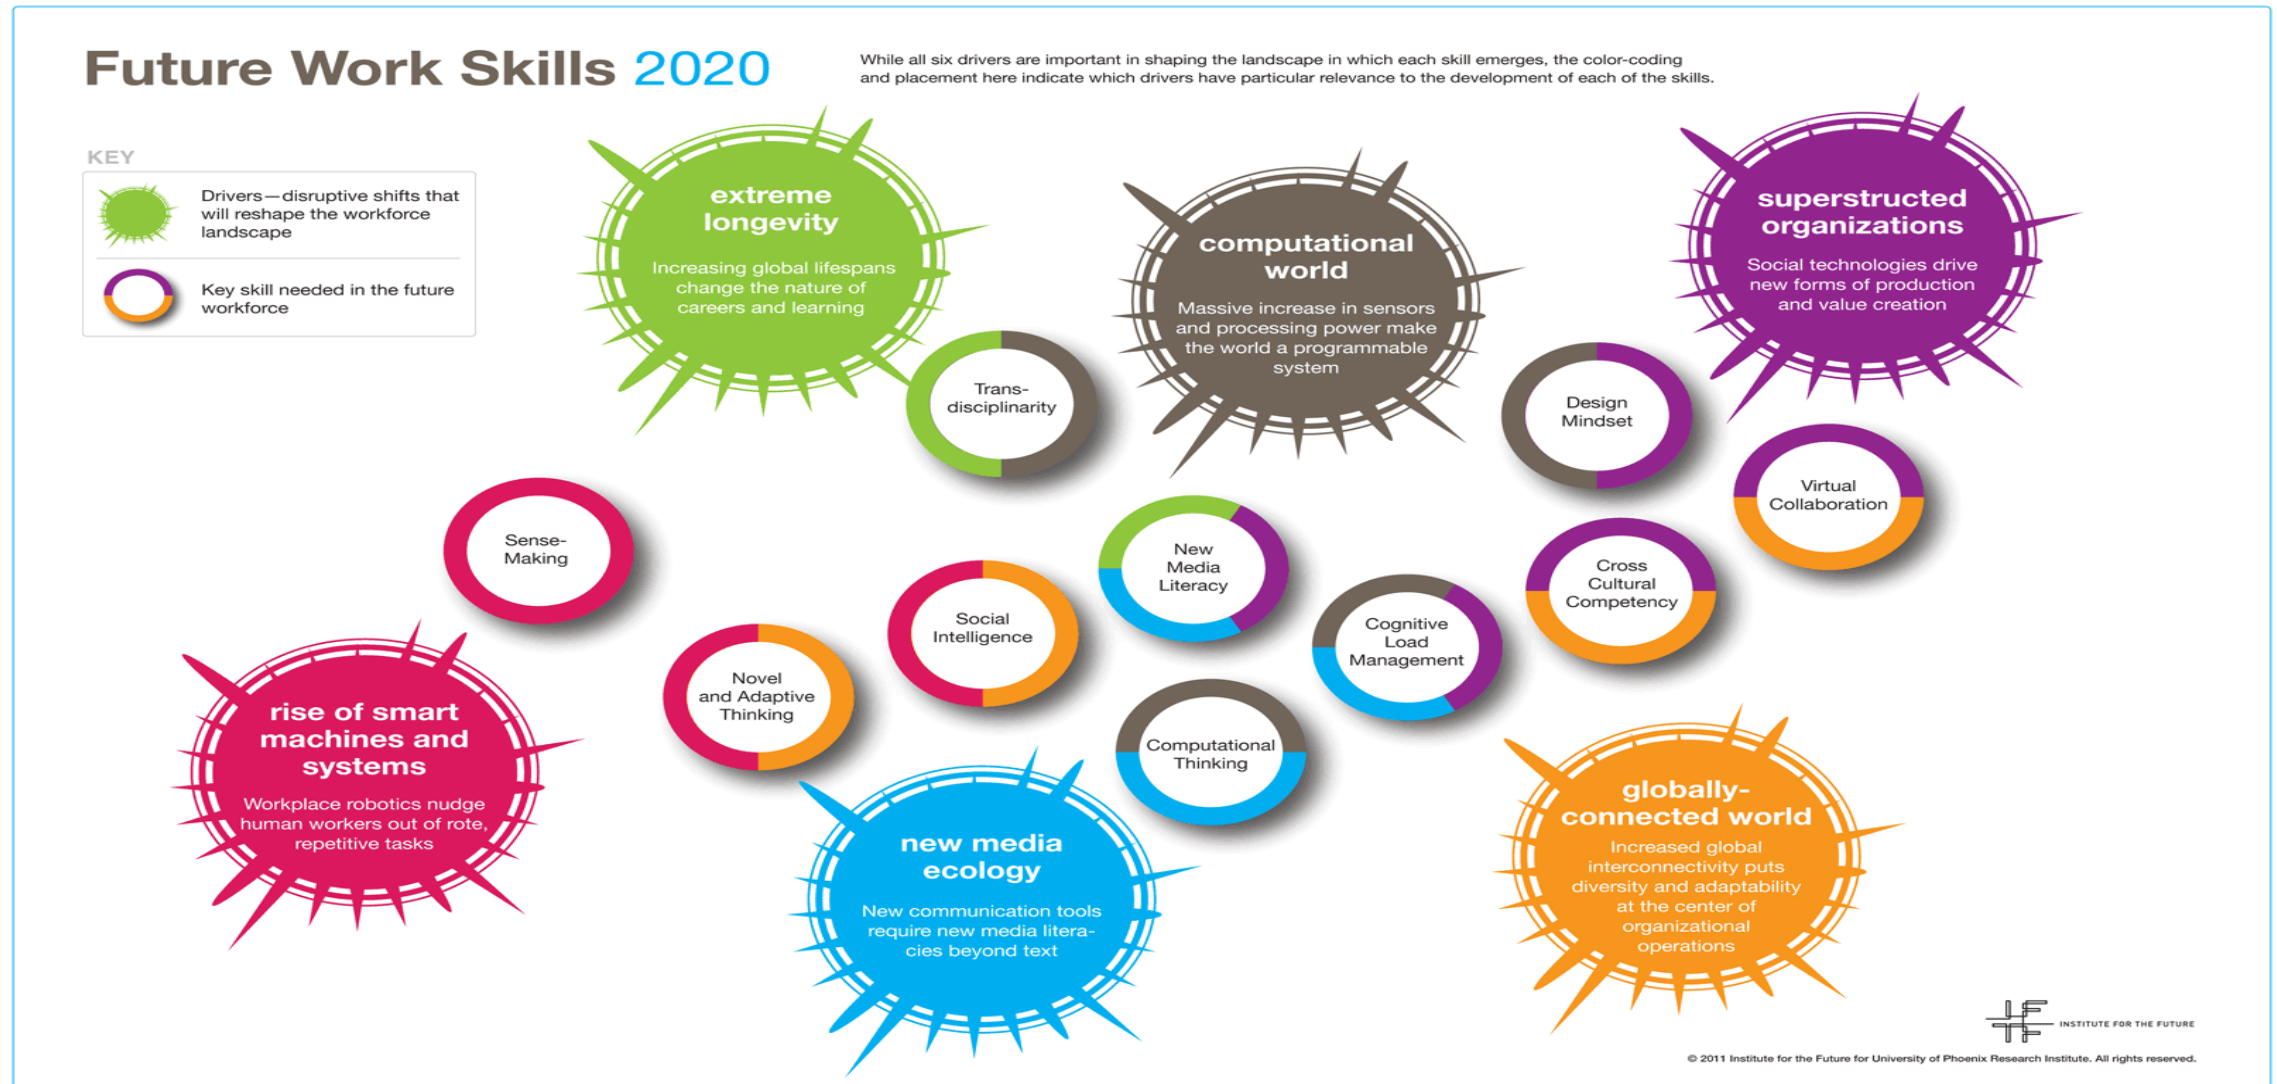 Future Work Skills 2020
While all six drivers are important in shaping the landscape in which each skill emerges, the color-coding
and placement here indicate which drivers have particular relevance to the development of each of the skills.
KEY
Drivers—disruptive shifts that
will reshape the workforce
landscape
Key skill needed in the future
workforce
extreme
longevity
Increasing global lifespans
change the nature of
careers and learning
computational
world
Massive increase in sensors
and processing power make
the world a programmable
system
superstructed
organizations
Social technologies drive
new forms of production
and value creation
Trans-
disciplinarity
Design
Mindset
Virtual
Collaboration
Sense-
Making
New
Media
Literacy
Cross
Cultural
Competency
Social
Intelligence
Cognitive
Load
Management
Novel
and Adaptive
Thinking
Computational
Thinking
rise of smart
machines and
systems
Workplace robotics nudge
human workers out of rote,
repetitive tasks
new media
ecology
New communication tools
require new media litera-
cies beyond text
globally-
connected world
Increased global
interconnectivity puts
diversity and adaptability
at the center of
organizational
operations
INSTITUTE FOR THE FUTURE
© 2011 Institute for the Future for University of Phoenix Research Institute. All rights reserved.